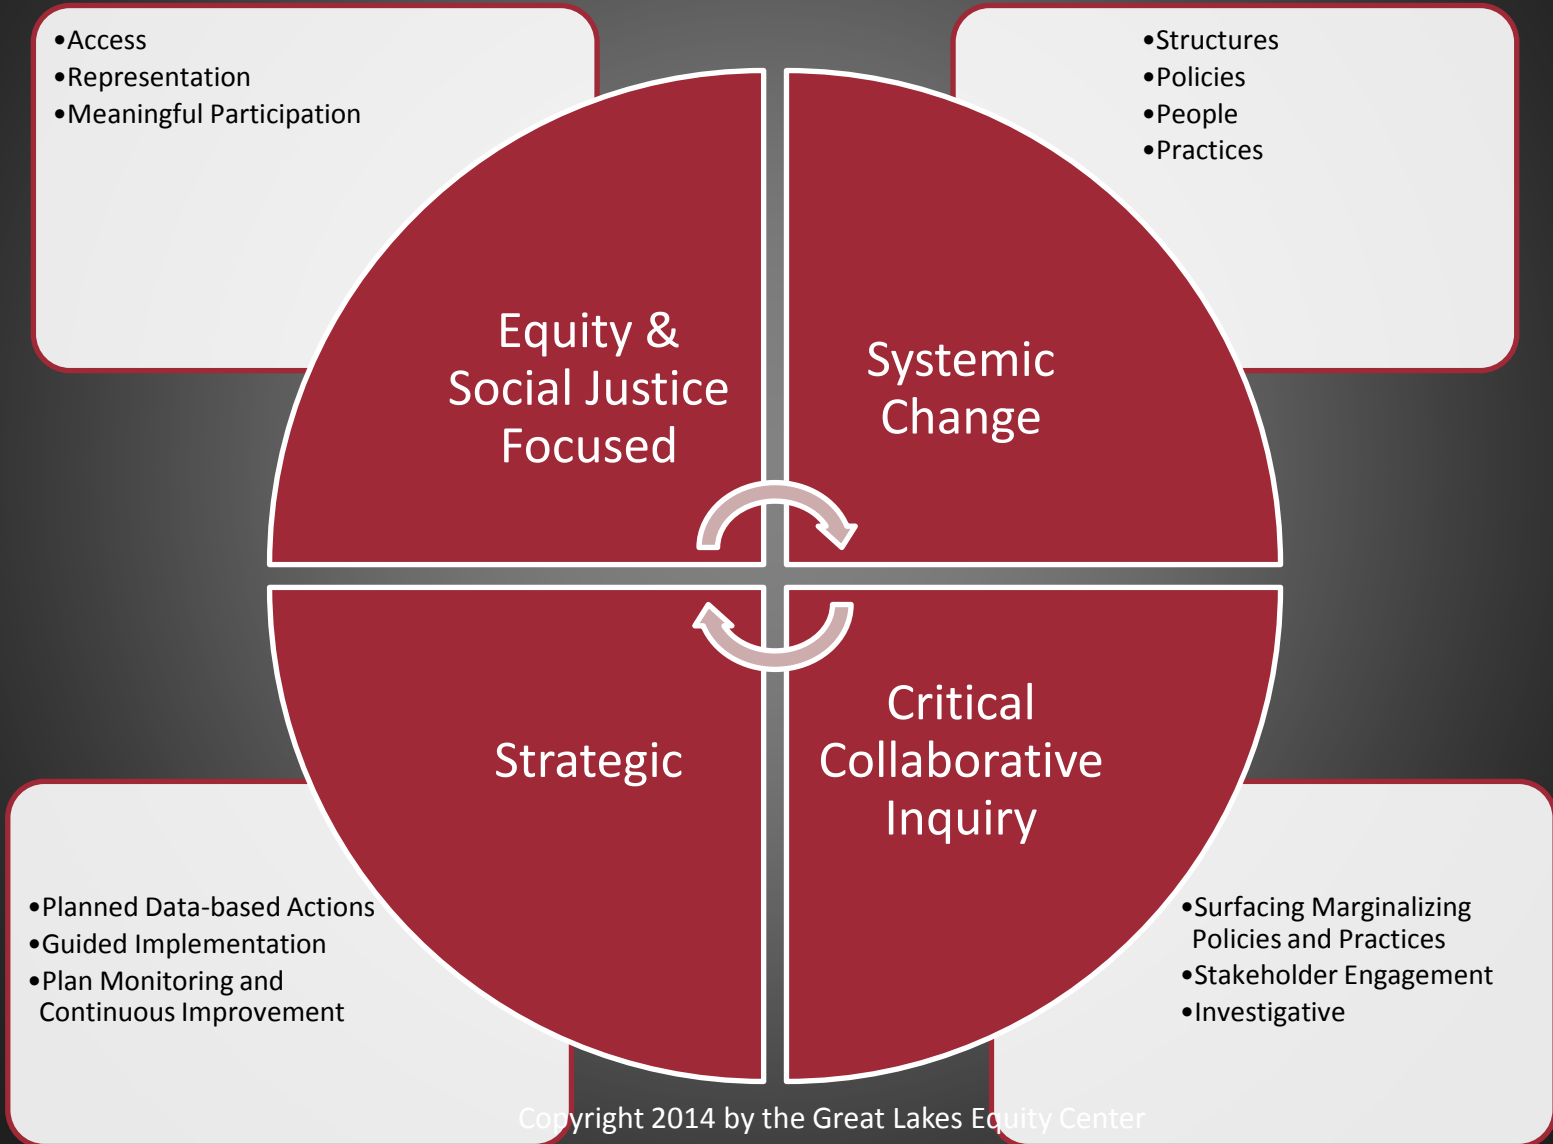 •Access
•Representation
•Meaningful Participation
•Structures
•Policies
•People
•Practices
Equity &
Social Justice
Focused
Systemic
Change
Strategic
Critical
Collaborative
Inquiry
•Planned Data-based Actions
•Guided Implementation
•Plan Monitoring and
Continuous Improvement
•Surfacing Marginalizing
Policies and Practices
•Stakeholder Engagement
•Investigative
Copyright 2014 by the Great Lakes Equity Center